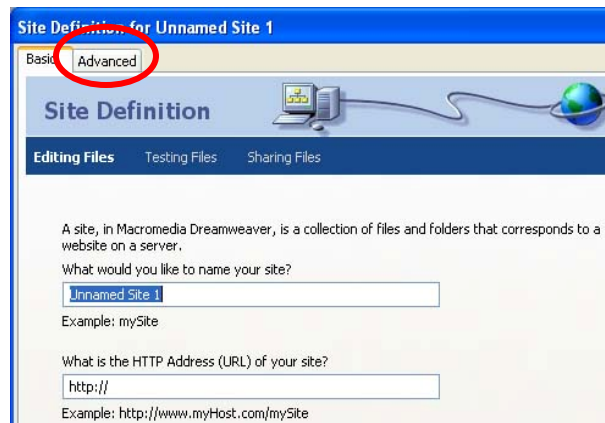 Site Definition for Unnamed Site 1
Basic Advanced
Site Definition
Editing Files Testing Files Sharing Files
A site, in Macromedia Dreamweaver, is a collection of files and folders that corresponds to a
website on a server.
What would you like to name your site?
Unnamed Site 1
Example: mySite
What is the HTTP Address (URL) of your site?
http://
Example: http://www.myHost.com/mySite